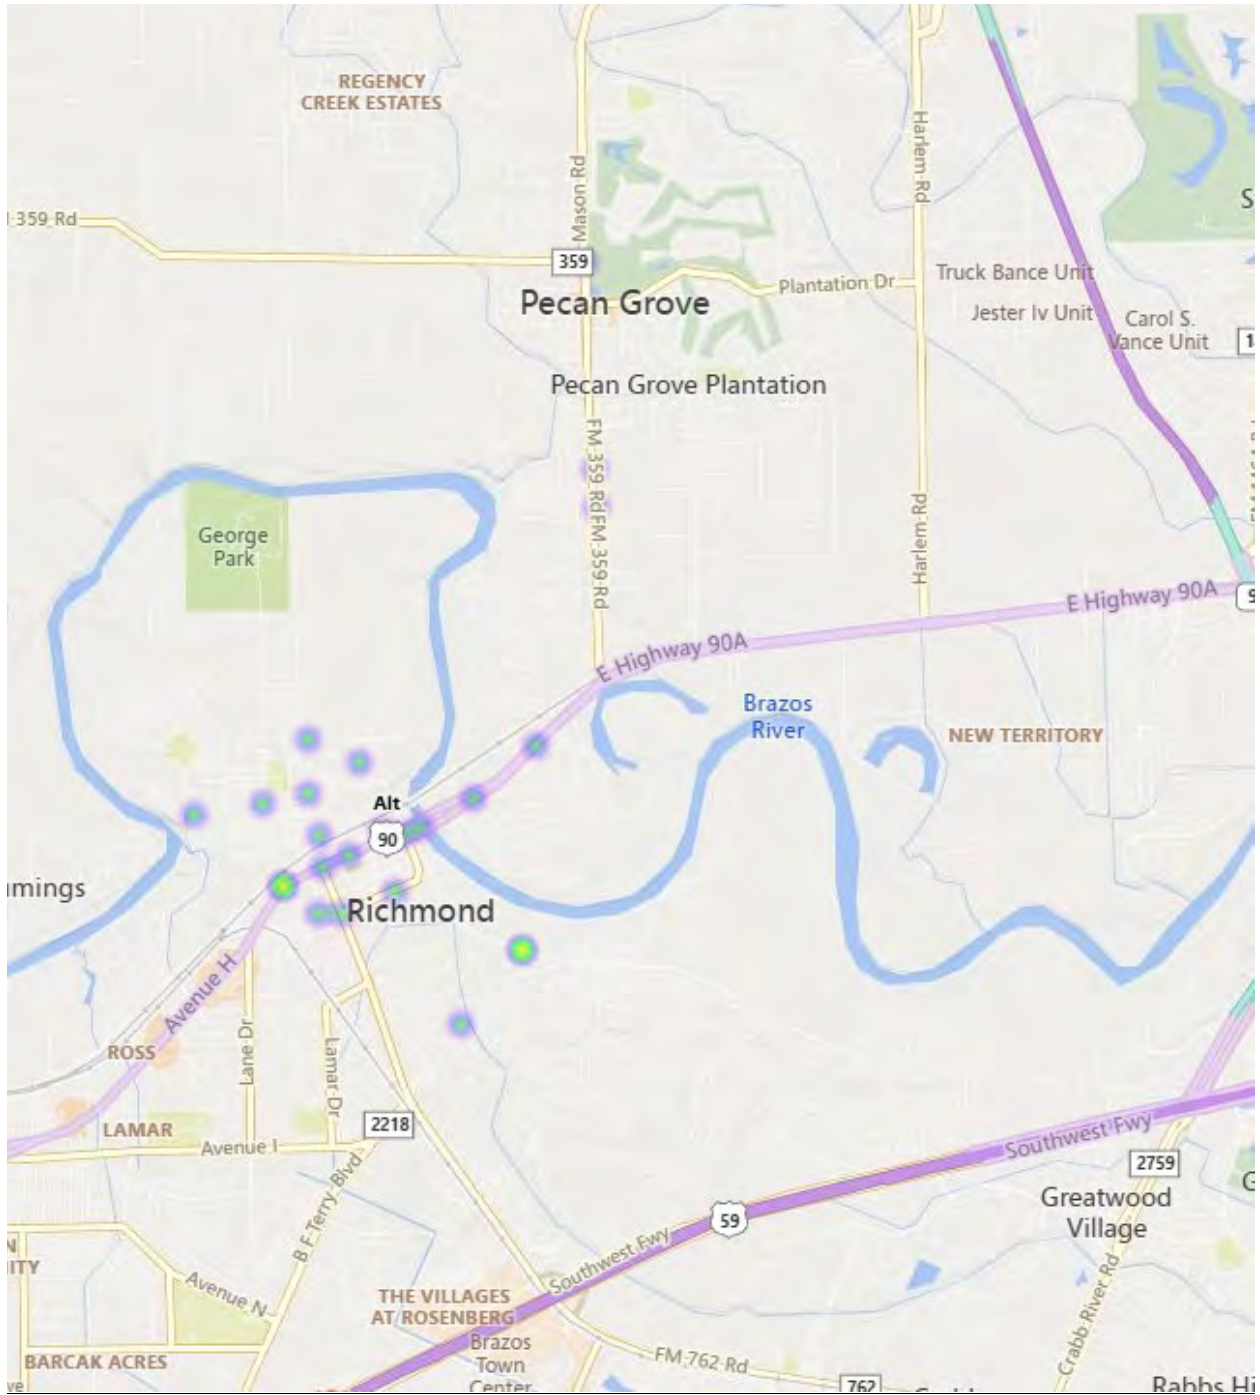 REGENCY
CREEK ESTATES
Mason Rd
Harlem Rd
359 Rd
359
Truck Bance Unit
Plantation Dr
Pecan Grove
Jester Iv Unit
Carol S.
Vance Unit
Pecan Grove Plantation
FM 359 Rd
FM 359 Rd
George
Park
Harlem Rd
E Highway 90A
E Highway 90A
Brazos
River
NEW TERRITORY
Alt
90
Richmond
Avenue H
ROSS
Lane Dr
Lamar Dr
LAMAR
2218
Avenue I
Southwest Fwy
2759
B F Terry Blvd
59
Greatwood
Village
Southwest Fwy
Avenue N
THE VILLAGES
AT ROSENBERG
Crabb River Rd
Brazos
Town
Center
BARCAK ACRES
FM 762 Rd
762